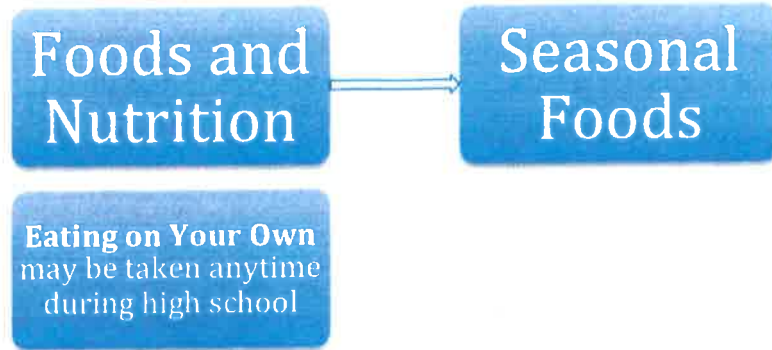 Foods and
Nutrition
Seasonal
Foods
Eating on Your Own
may be taken anytime
during high school